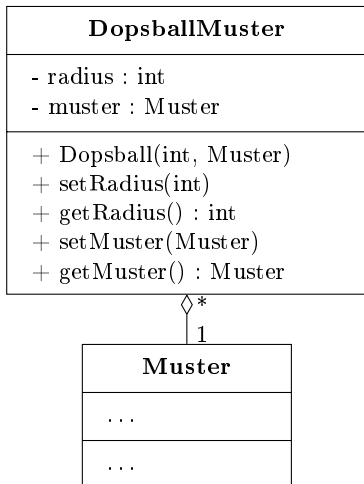 DopsballMuster
- radius : int
- muster : Muster
+ Dopsball(int, Muster)
+ setRadius(int)
+ getRadius() : int
+ setMuster(Muster)
+ getMuster() : Muster
*
1
Muster
...
...